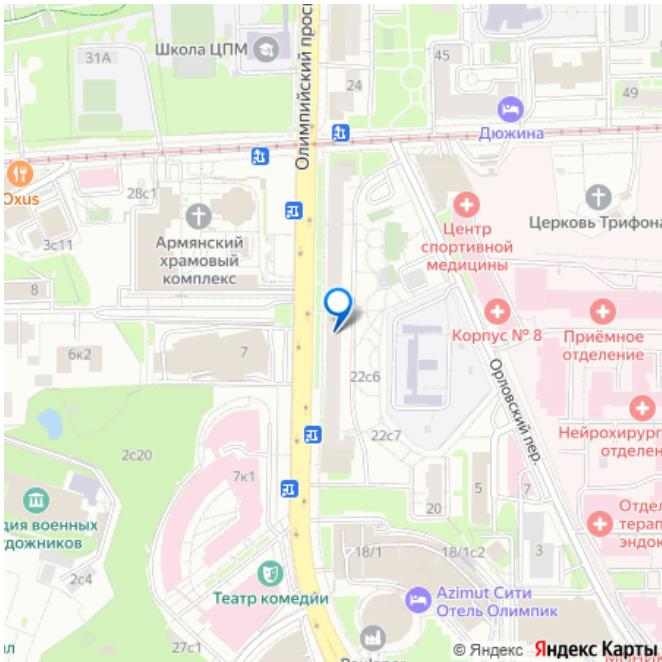 Олимпийский прос
Школа ЦПМ
31А
24
45
49
Дюжина
Oxus
28с1
3с11
Армянский
храмовый
комплекс
Церковь Трифона
Центр
спортивной
медицины
8
6к2
7
Корпус № 8
Приёмное
отделение
22с6
Орловский пер.
22с7
Нейрохирург
отделен
2с20
7к1
20
5
7
дия военных
удожников
Отдел
терап
эндок
18/1
18/1с2
3
2с4
Театр комедии
Azimut Сити
Отель Олимпик
27с1
© Яндекс Яндекс Карты